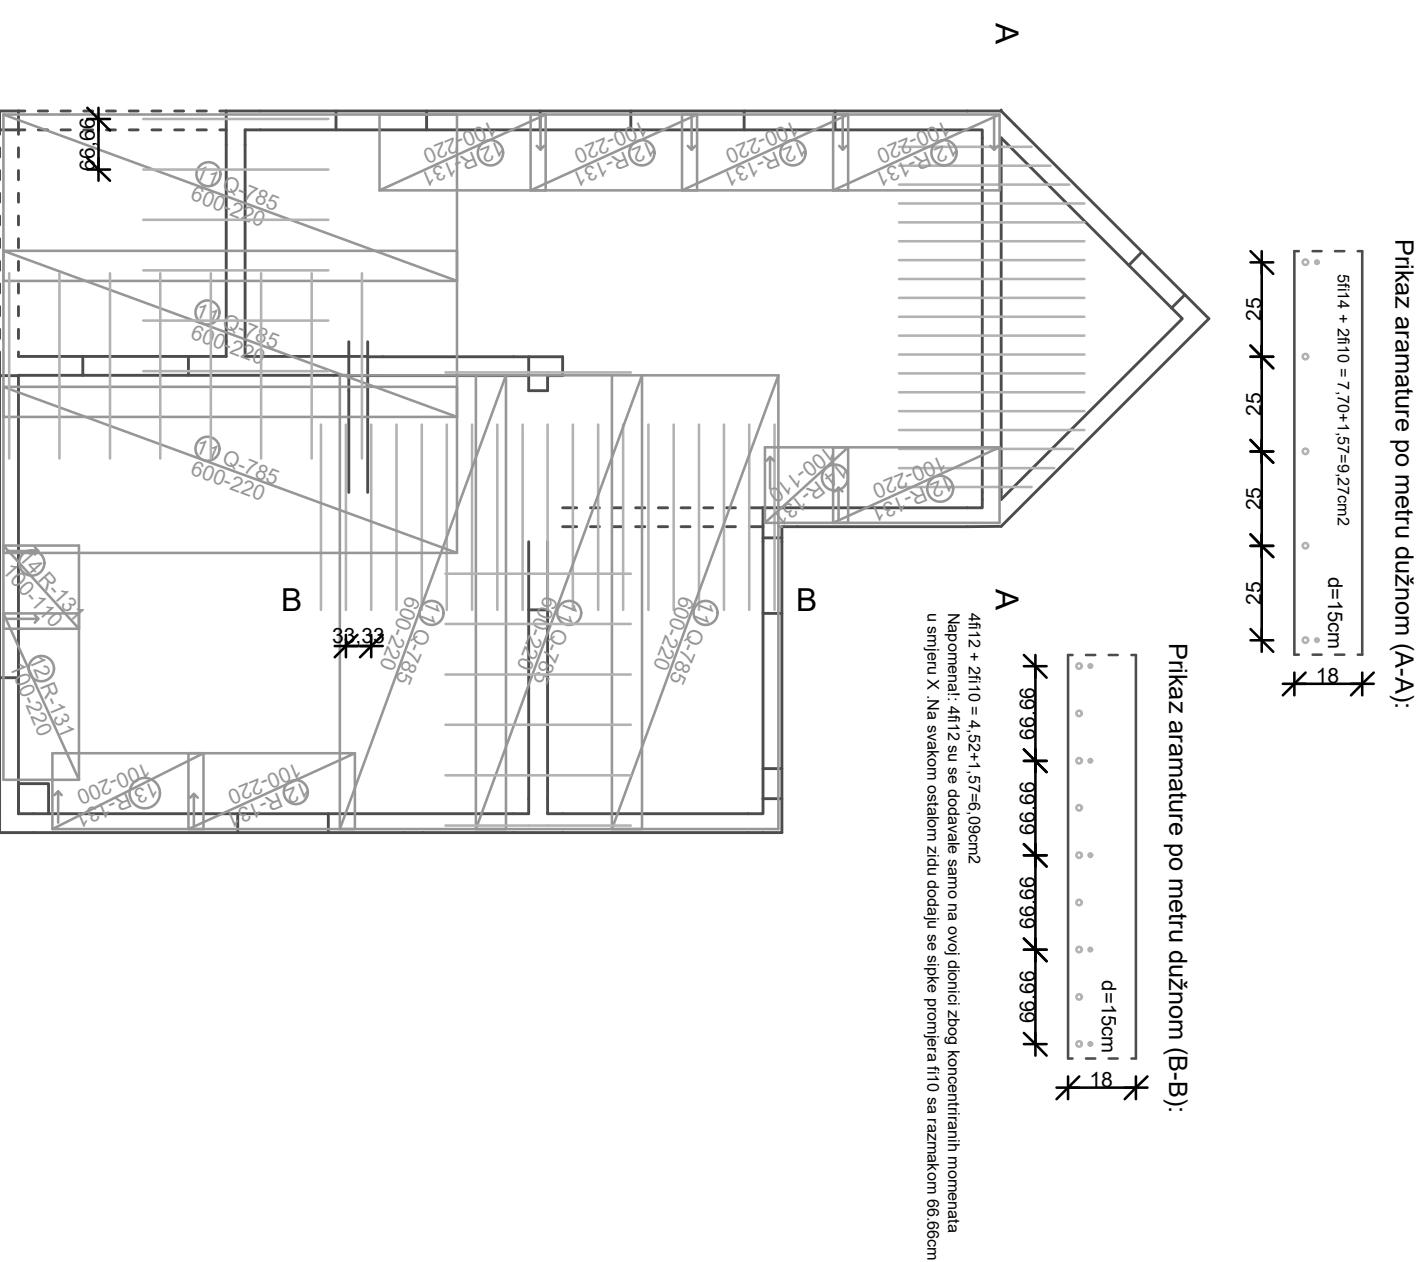 Prikaz aramature po metru dužnom (A-A):
5fi14 + 2fi10 = 7,70+1,57=9,27cm2
d=15cm
18
25
25
25
25
Prikaz aramature po metru dužnom (B-B):
d=15cm
18
66.66
66.66
66.66
66.66
4fi12 + 2fi10 = 4,52+1,57=6,09cm2
Napomena!: 4fi12 su se dodavale samo na ovoj dionici zbog koncentriranih momenata
u smjeru X .Na svakom ostalom zidu dodaju se sipke promjera fi10 sa razmakom 66.66cm
A
A
B
B
66,66
33,33
12 R-131
100-220
12 R-131
100-220
12 R-131
100-220
12 R-131
100-220
11 Q-785
600-220
11 Q-785
600-220
11 Q-785
600-220
14 R-131
100-110
12 R-131
100-220
11 Q-785
600-220
11 Q-785
600-220
11 Q-785
600-220
14 R-131
100-110
12 R-131
100-220
13 R-131
100-200
12 R-131
100-220